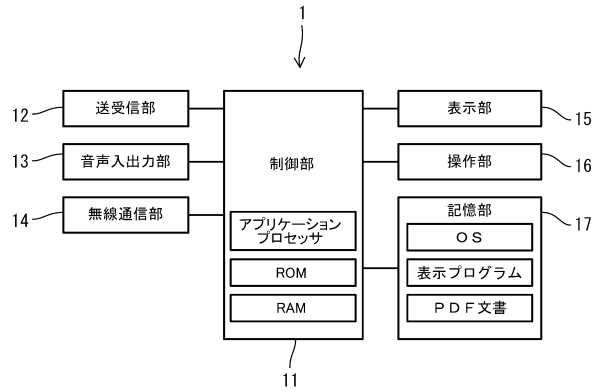 1
12
送受信部
13
音声入出力部
14
無線通信部
制御部
アプリケーション
プロセッサ
ROM
RAM
11
表示部
15
操作部
16
記憶部
17
ＯＳ
表示プログラム
ＰＤＦ文書